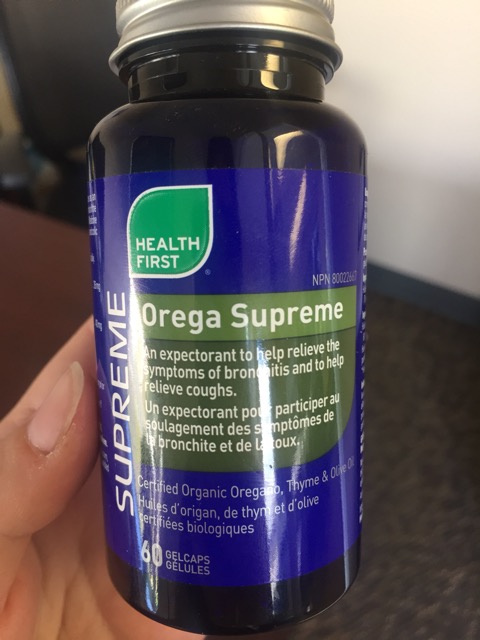 HEALTH
FIRST
NPN
Orega Supreme
An expectorant to help relieve the
symptoms of bronchitis and to help
relieve coughs.
Un expectorant pour participer au
soulagement des symptômes de
la bronchite et de la toux.
SUPREME
Certified Organic Oregano, Thyme & Olive Oil
Huiles d'origan, de thym et d'olive
certifiées biologiques
60 GELCAPS
GÉLULES